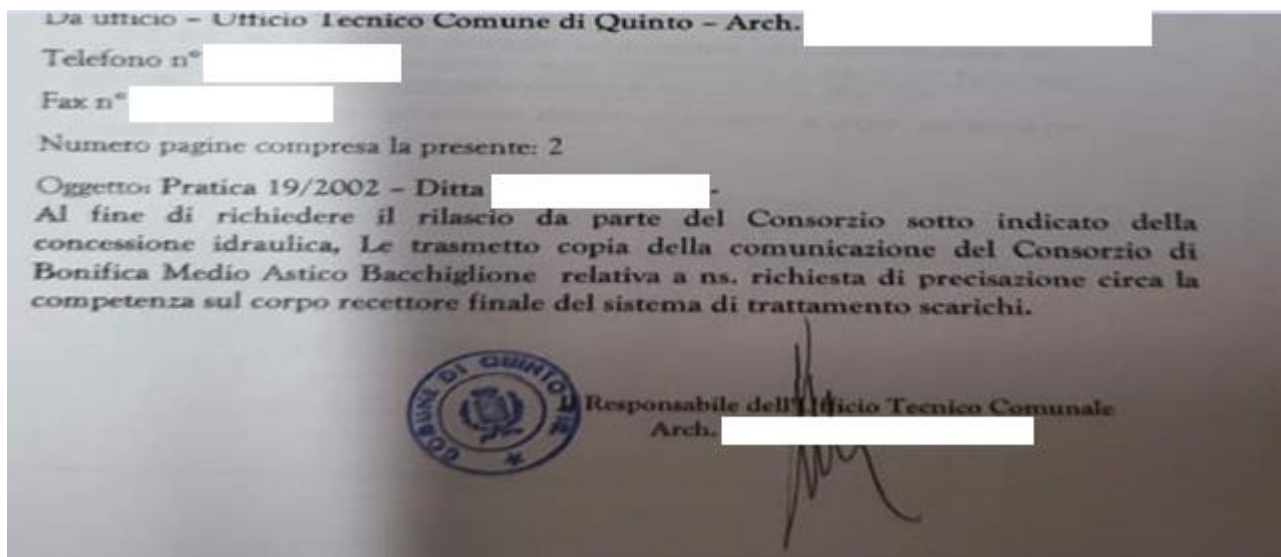 Da ufficio – Ufficio Tecnico Comune di Quinto – Arch.
Telefono n°
Fax n°
Numero pagine compresa la presente: 2
Oggetto: Pratica 19/2002 – Ditta -
Al fine di richiedere il rilascio da parte del Consorzio sotto indicato della
concessione idraulica, Le trasmetto copia della comunicazione del Consorzio di
Bonifica Medio Astico Bacchiglione relativa a ns. richiesta di precisazione circa la
competenza sul corpo recettore finale del sistema di trattamento scarichi.
COMUNE DI QUINTO VIC.
Responsabile dell'Ufficio Tecnico Comunale
Arch.